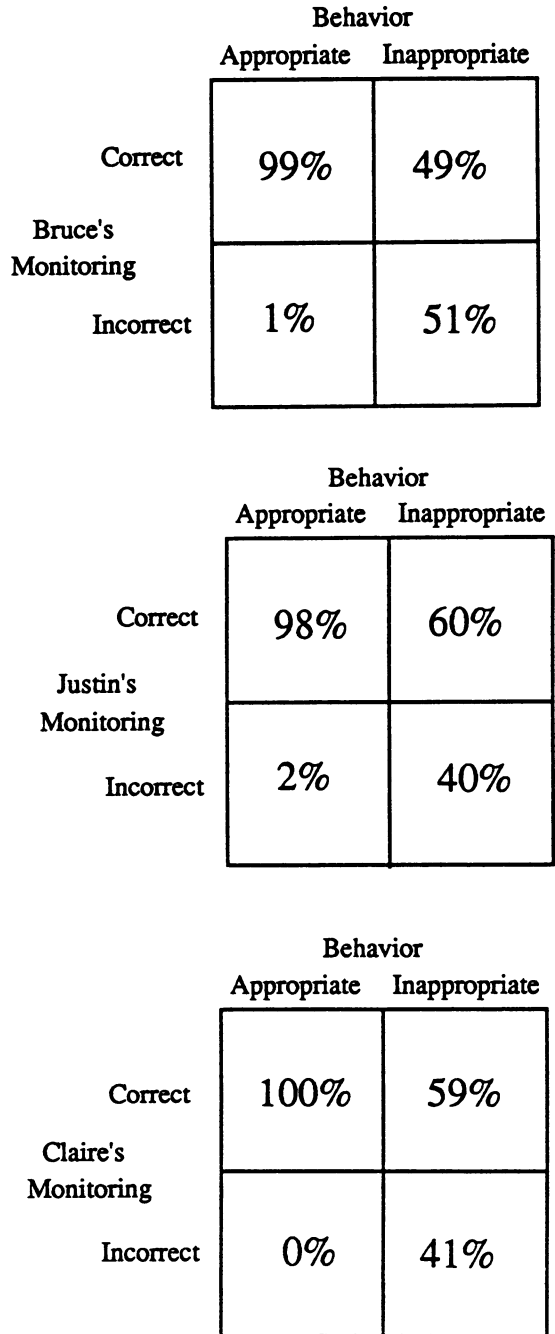 Behavior
Appropriate Inappropriate
Correct 99% 49%
Bruce's
Monitoring
Incorrect 1% 51%
Behavior
Appropriate Inappropriate
Correct 98% 60%
Justin's
Monitoring
Incorrect 2% 40%
Behavior
Appropriate Inappropriate
Correct 100% 59%
Claire's
Monitoring
Incorrect 0% 41%